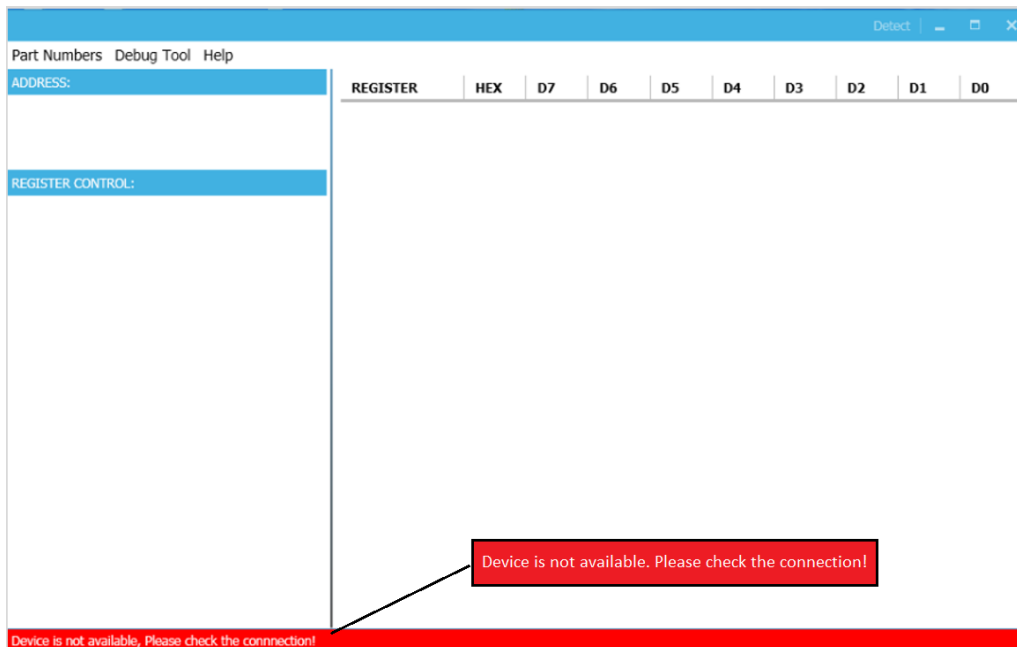 Detect
Part Numbers Debug Tool Help
ADDRESS:
REGISTER HEX D7 D6 D5 D4 D3 D2 D1 D0
REGISTER CONTROL:
Device is not available. Please check the connection!
Device is not available, Please check the connnection!